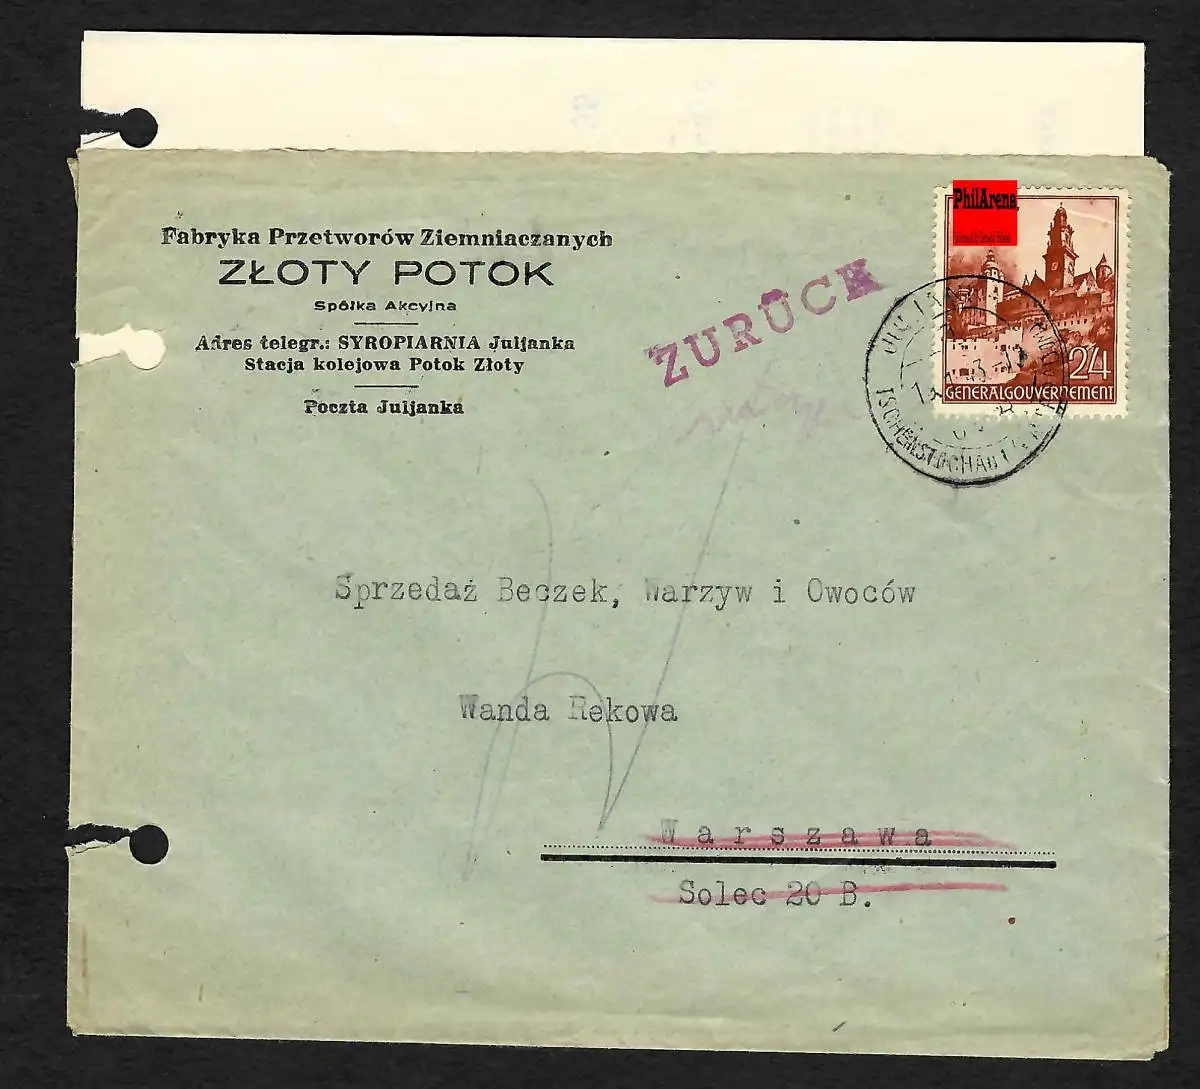 Fabryka Przetworów Ziemniaczanych
ZŁOTY POTOK
Spółka Akcyjna
Adres telegr.: SYROPIARNIA Juljanka
Stacja kolejowa Potok Złoty
Poczta Juljanka
ZURÜCK
PhilArena
24
GENERALGOUVERNEMENT
TSCHENSTOCHAU
Sprzedaż Beczek, Warzyw i Owoców
Wanda Rekowa
Warszawa
Solec 20 B.